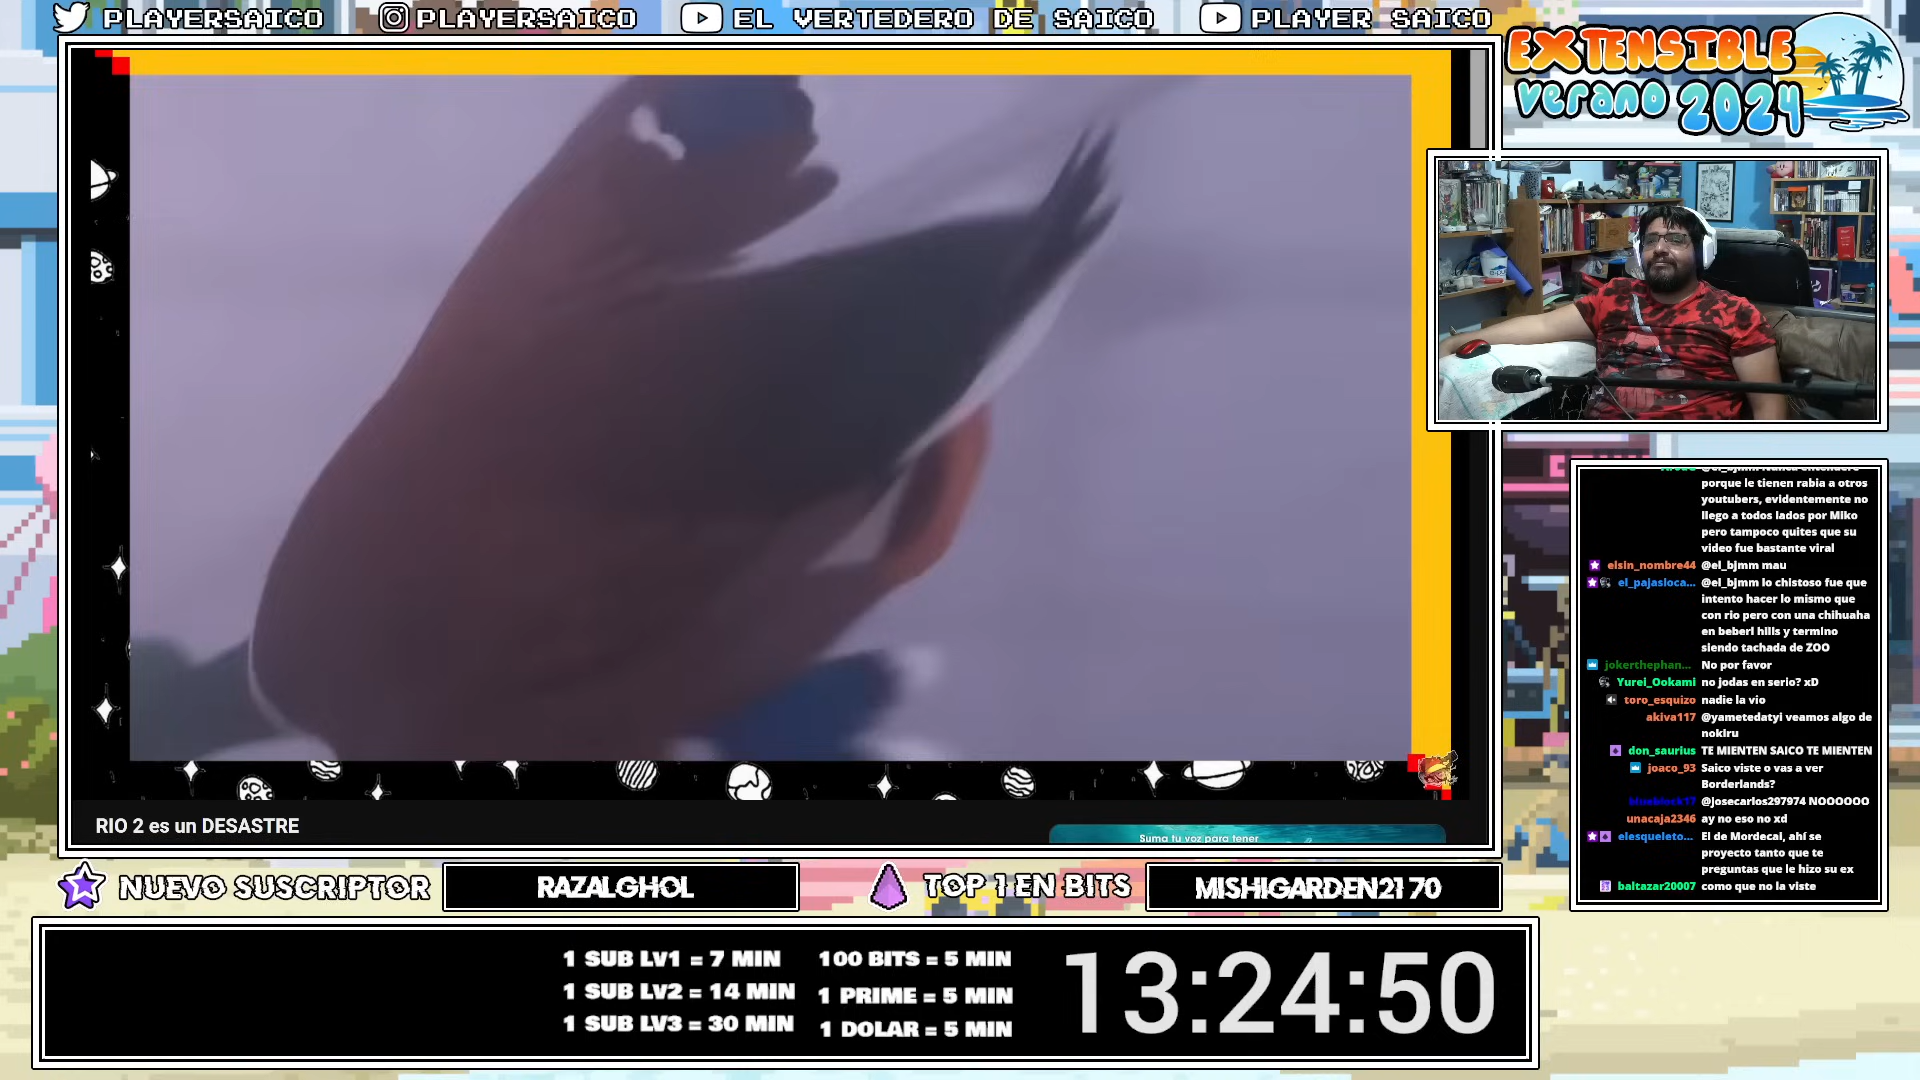 PLAYERSAICO PLAYERSAICO EL VERTEDERO DE SAICO PLAYER SAICO
EXTENSIBLE
verano 2024
porque le tienen rabia a otros
youtubers, evidentemente no
llego a todos lados por Miko
pero tampoco quites que su
video fue bastante viral
elsin_nombre44 @el_bjmm mau
el_pajasloca... @el_bjmm lo chistoso fue que
intento hacer lo mismo que
con rio pero con una chihuaha
en beberl hills y termino
siendo tachada de ZOO
jokerthephan... No por favor
Yurei_Ookami no jodas en serio? xD
toro_esquizo nadie la vio
akiva117 @yametedatyi veamos algo de
nokiru
don_saurius TE MIENTEN SAICO TE MIENTEN
joaco_93 Saico viste o vas a ver
Borderlands?
@josecarlos297974 NOOOOOO
unacaja2346 ay no eso no xd
elesqueleto... El de Mordecai, ahí se
proyecto tanto que te
preguntas que le hizo su ex
baltazar20007 como que no la viste
RIO 2 es un DESASTRE
Suma tu voz para tener
NUEVO SUSCRIPTOR RAZALGHOL TOP 1 EN BITS MISHIGARDEN21 70
1 SUB LV1 = 7 MIN 100 BITS = 5 MIN
1 SUB LV2 = 14 MIN 1 PRIME = 5 MIN
1 SUB LV3 = 30 MIN 1 DOLAR = 5 MIN
13:24:50